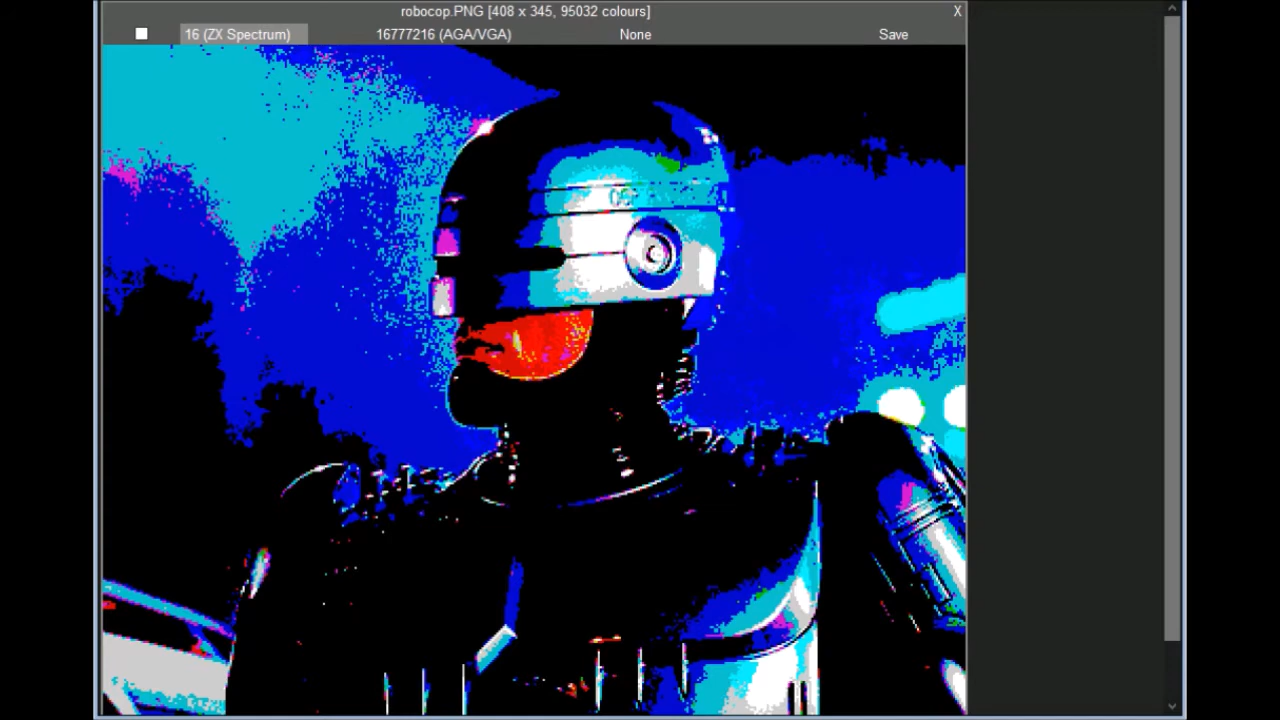 robocop.PNG [408 x 345, 95032 colours]
X
16 (ZX Spectrum) 16777216 (AGA/VGA) None Save